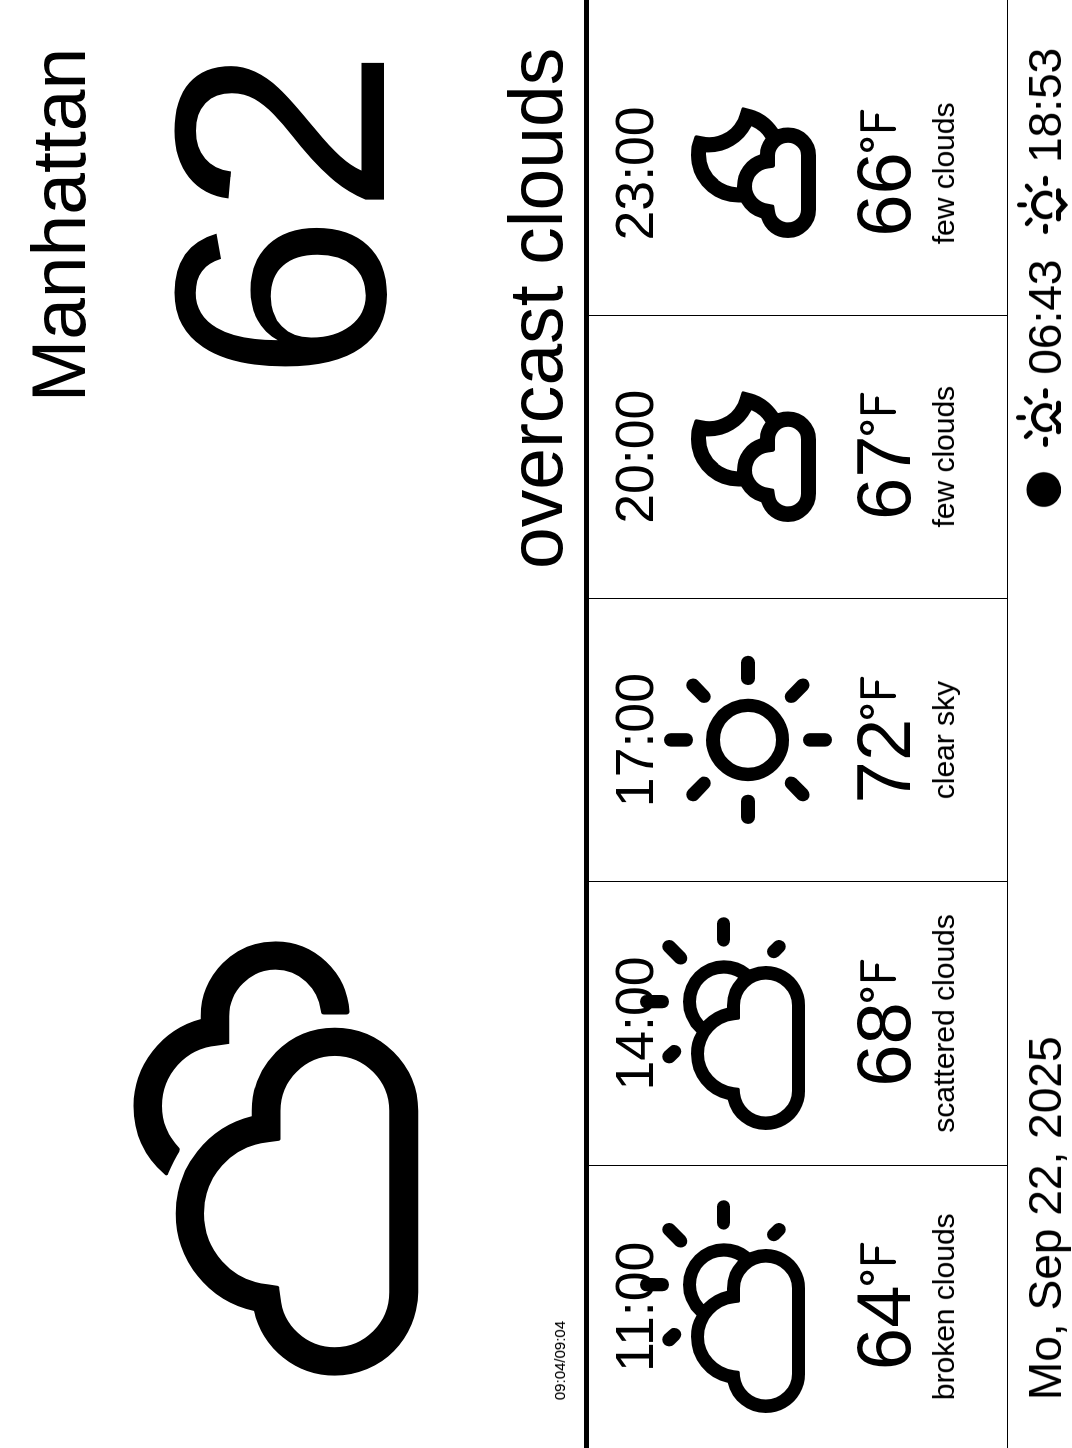 Manhattan
62
overcast clouds
09:04/09:04
11:00
64°F
broken clouds
14:00
68°F
scattered clouds
17:00
72°F
clear sky
20:00
67°F
few clouds
23:00
66°F
few clouds
Mo, Sep 22, 2025
06:43 18:53